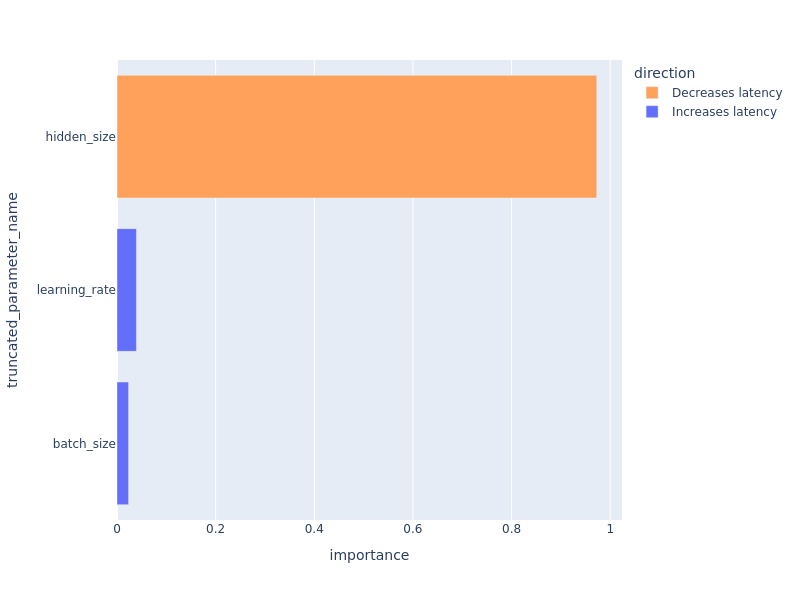 direction
Decreases latency
Increases latency
hidden_size
learning_rate
batch_size
truncated_parameter_name
0 0.2 0.4 0.6 0.8 1
importance